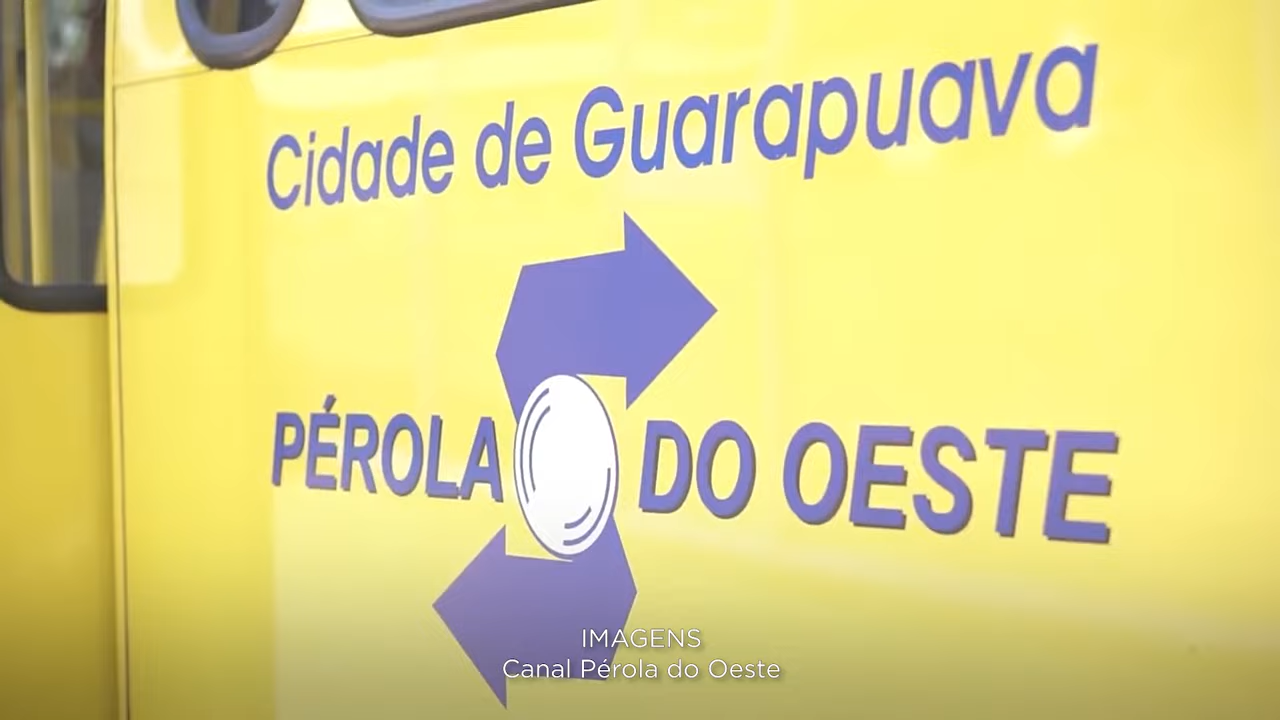 Cidade de Guarapuava
PÉROLA DO OESTE
IMAGENS
Canal Pérola do Oeste